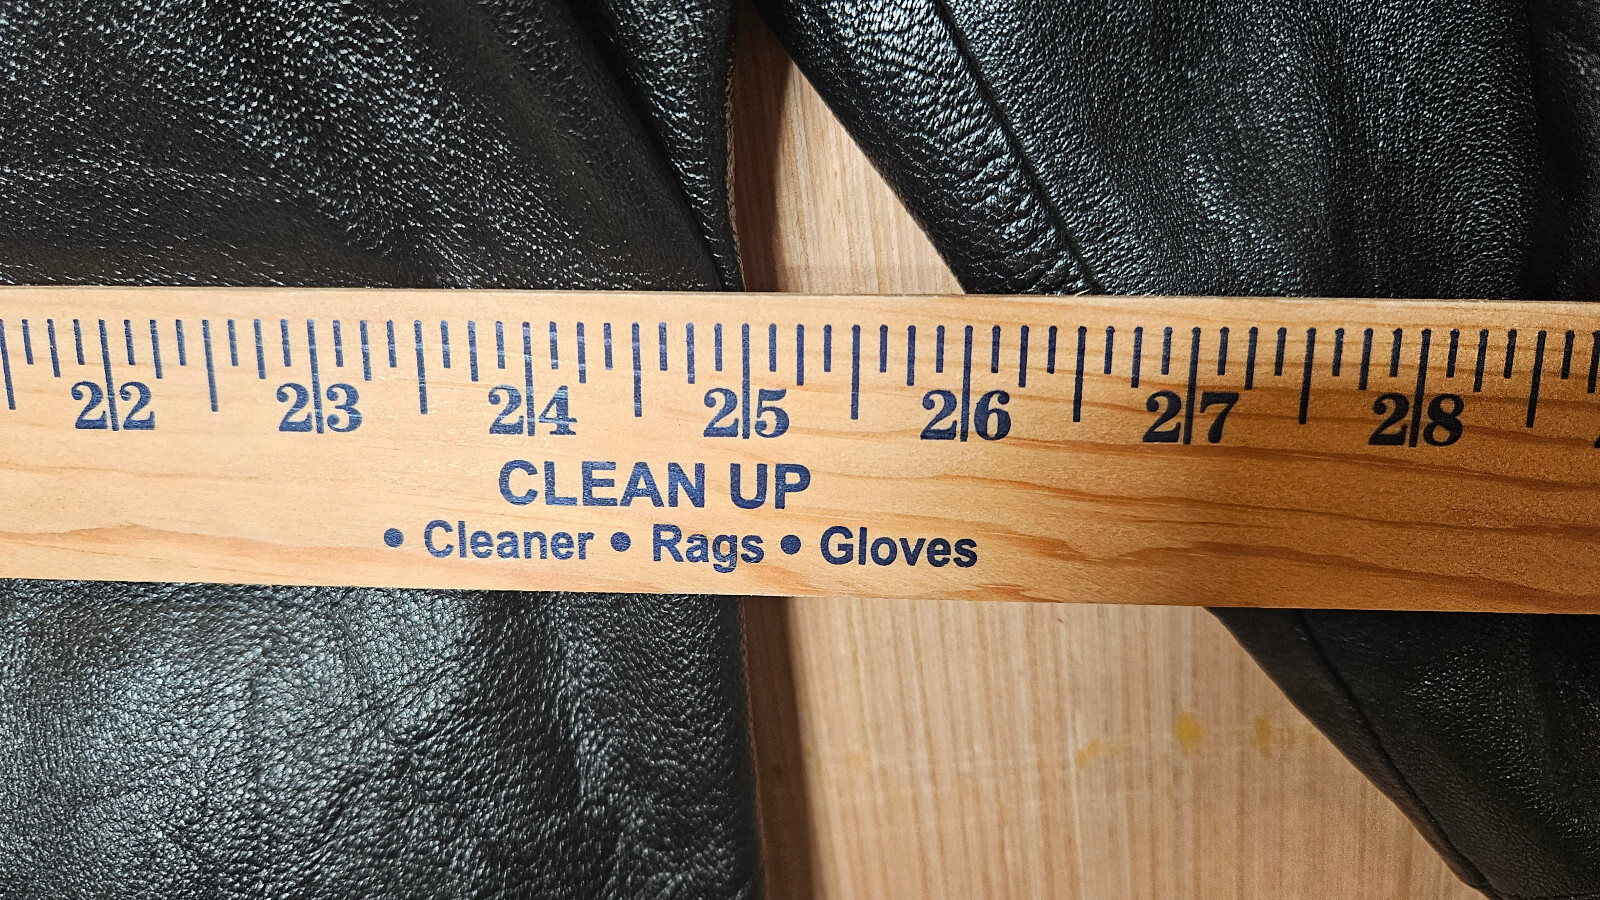 22 23 24 25 26 27 28
CLEAN UP
• Cleaner • Rags • Gloves